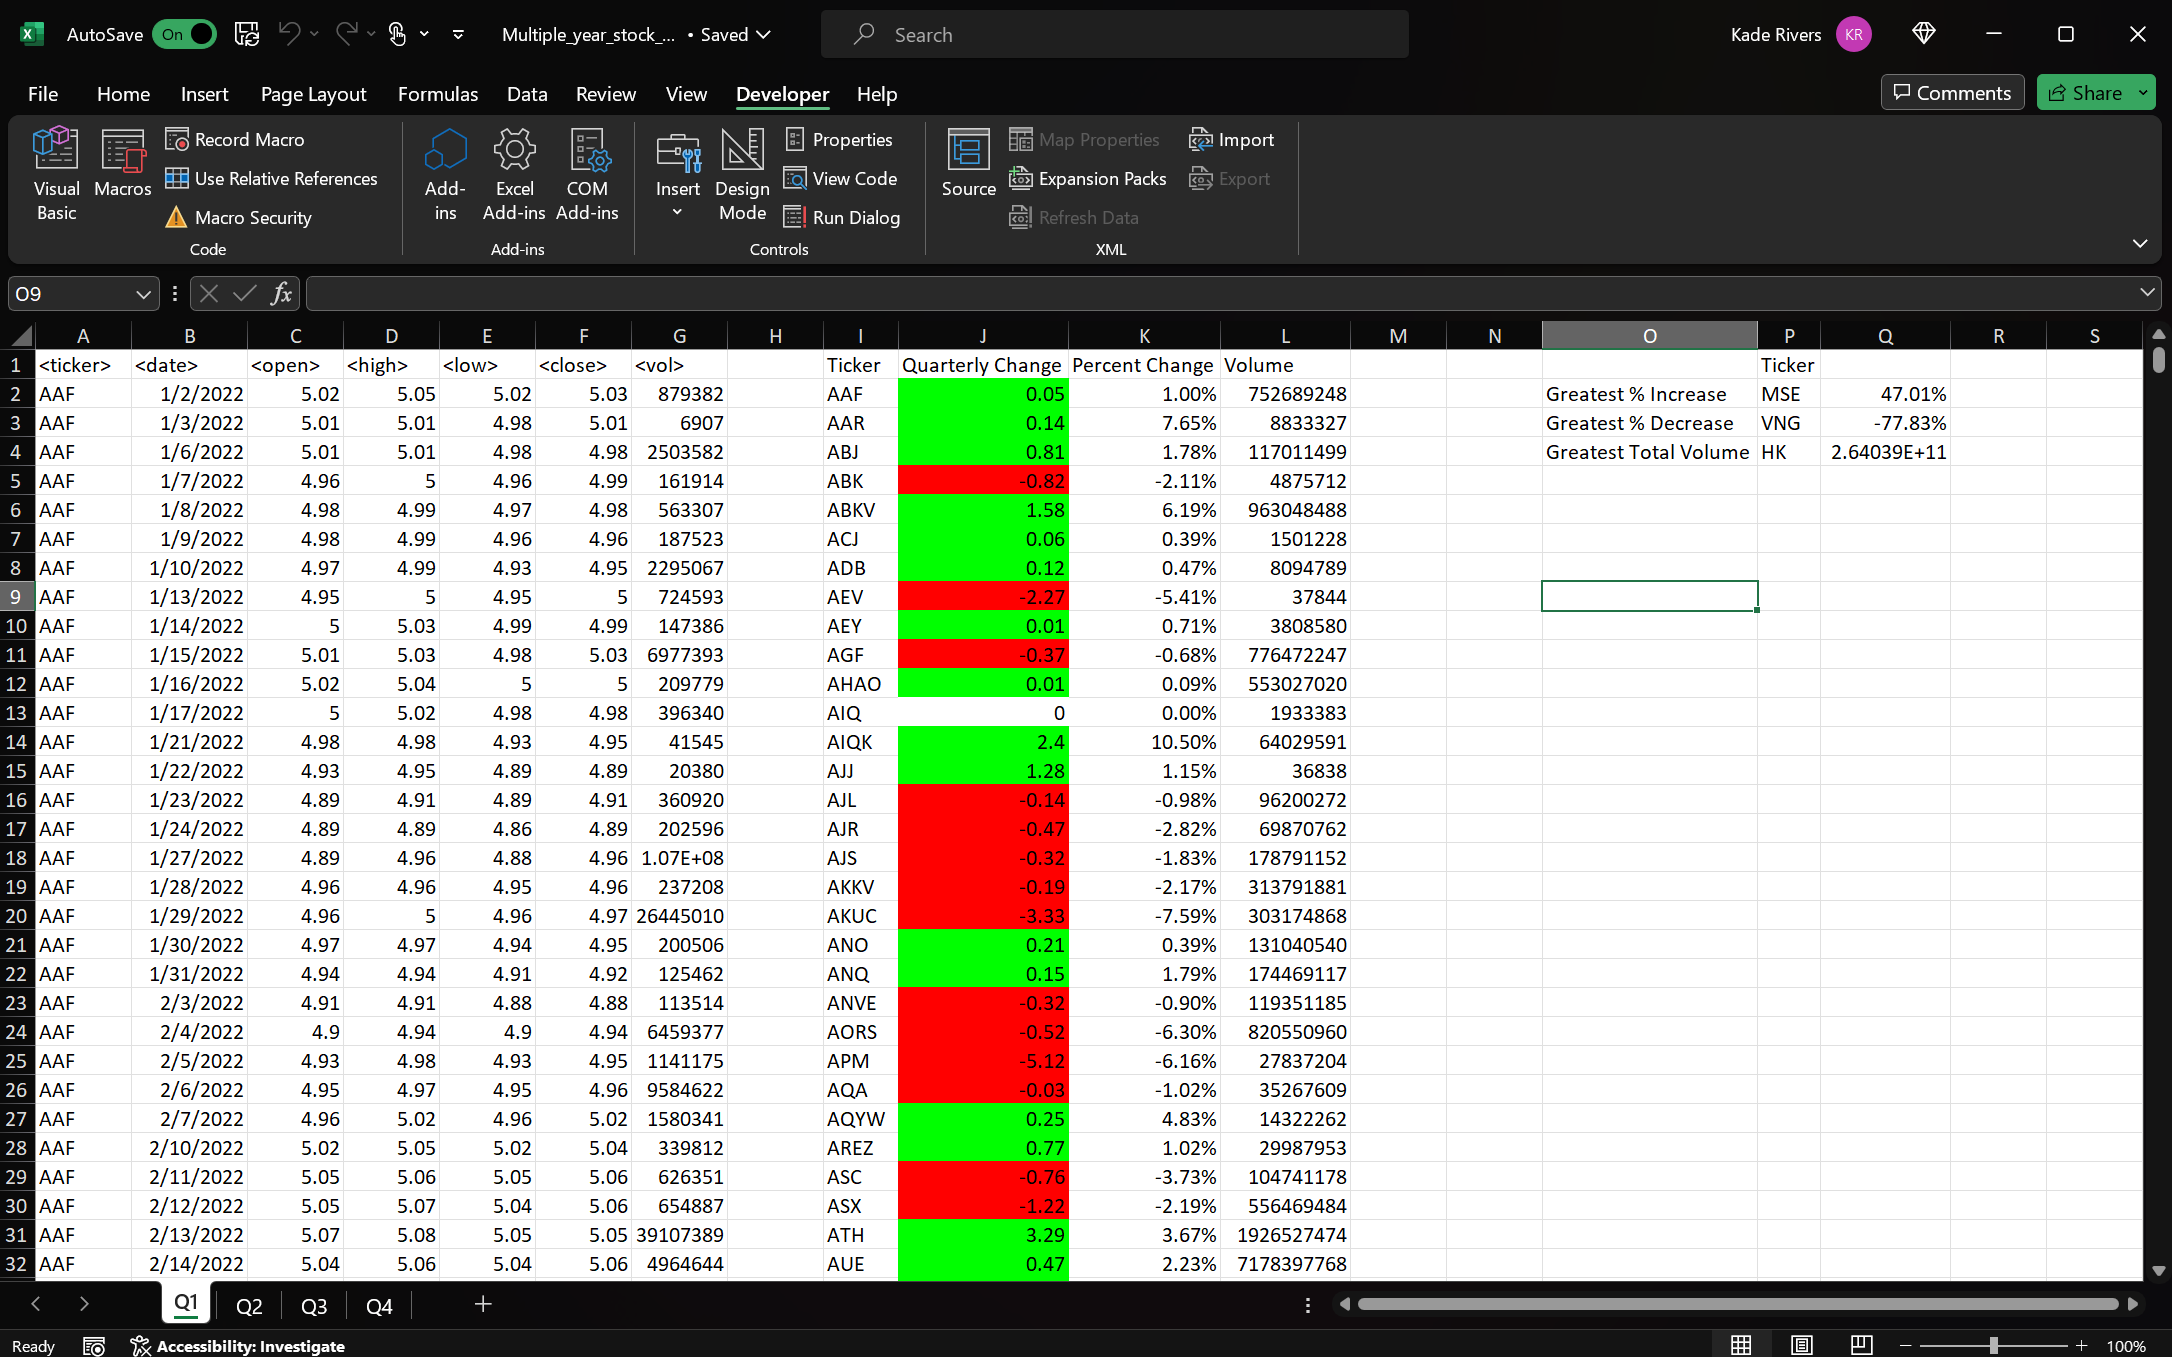 AutoSave On Multiple_year_stock_... • Saved Search Kade Rivers KR
File Home Insert Page Layout Formulas Data Review View Developer Help Comments Share
Visual Basic Macros Record Macro Use Relative References Macro Security Code
Add-ins Excel Add-ins COM Add-ins Add-ins
Insert Design Mode Properties View Code Run Dialog Controls
Source Map Properties Expansion Packs Refresh Data Import Export XML
O9 fx
A B C D E F G H I J K L M N O P Q R S
1 <ticker> <date> <open> <high> <low> <close> <vol> Ticker Quarterly Change Percent Change Volume Ticker
2 AAF 1/2/2022 5.02 5.05 5.02 5.03 879382 AAF 0.05 1.00% 752689248 Greatest % Increase MSE 47.01%
3 AAF 1/3/2022 5.01 5.01 4.98 5.01 6907 AAR 0.14 7.65% 8833327 Greatest % Decrease VNG -77.83%
4 AAF 1/6/2022 5.01 5.01 4.98 4.98 2503582 ABJ 0.81 1.78% 117011499 Greatest Total Volume HK 2.64039E+11
5 AAF 1/7/2022 4.96 5 4.96 4.99 161914 ABK -0.82 -2.11% 4875712
6 AAF 1/8/2022 4.98 4.99 4.97 4.98 563307 ABKV 1.58 6.19% 963048488
7 AAF 1/9/2022 4.98 4.99 4.96 4.96 187523 ACJ 0.06 0.39% 1501228
8 AAF 1/10/2022 4.97 4.99 4.93 4.95 2295067 ADB 0.12 0.47% 8094789
9 AAF 1/13/2022 4.95 5 4.95 5 724593 AEV -2.27 -5.41% 37844
10 AAF 1/14/2022 5 5.03 4.99 4.99 147386 AEY 0.01 0.71% 3808580
11 AAF 1/15/2022 5.01 5.03 4.98 5.03 6977393 AGF -0.37 -0.68% 776472247
12 AAF 1/16/2022 5.02 5.04 5 5 209779 AHAO 0.01 0.09% 553027020
13 AAF 1/17/2022 5 5.02 4.98 4.98 396340 AIQ 0 0.00% 1933383
14 AAF 1/21/2022 4.98 4.98 4.93 4.95 41545 AIQK 2.4 10.50% 64029591
15 AAF 1/22/2022 4.93 4.95 4.89 4.89 20380 AJJ 1.28 1.15% 36838
16 AAF 1/23/2022 4.89 4.91 4.89 4.91 360920 AJL -0.14 -0.98% 96200272
17 AAF 1/24/2022 4.89 4.89 4.86 4.89 202596 AJR -0.47 -2.82% 69870762
18 AAF 1/27/2022 4.89 4.96 4.88 4.96 1.07E+08 AJS -0.32 -1.83% 178791152
19 AAF 1/28/2022 4.96 4.96 4.95 4.96 237208 AKKV -0.19 -2.17% 313791881
20 AAF 1/29/2022 4.96 5 4.96 4.97 26445010 AKUC -3.33 -7.59% 303174868
21 AAF 1/30/2022 4.97 4.97 4.94 4.95 200506 ANO 0.21 0.39% 131040540
22 AAF 1/31/2022 4.94 4.94 4.91 4.92 125462 ANQ 0.15 1.79% 174469117
23 AAF 2/3/2022 4.91 4.91 4.88 4.88 113514 ANVE -0.32 -0.90% 119351185
24 AAF 2/4/2022 4.9 4.94 4.9 4.94 6459377 AORS -0.52 -6.30% 820550960
25 AAF 2/5/2022 4.93 4.98 4.93 4.95 1141175 APM -5.12 -6.16% 27837204
26 AAF 2/6/2022 4.95 4.97 4.95 4.96 9584622 AQA -0.03 -1.02% 35267609
27 AAF 2/7/2022 4.96 5.02 4.96 5.02 1580341 AQYW 0.25 4.83% 14322262
28 AAF 2/10/2022 5.02 5.05 5.02 5.04 339812 AREZ 0.77 1.02% 29987953
29 AAF 2/11/2022 5.05 5.06 5.05 5.06 626351 ASC -0.76 -3.73% 104741178
30 AAF 2/12/2022 5.05 5.07 5.04 5.06 654887 ASX -1.22 -2.19% 556469484
31 AAF 2/13/2022 5.07 5.08 5.05 5.05 39107389 ATH 3.29 3.67% 1926527474
32 AAF 2/14/2022 5.04 5.06 5.04 5.06 4964644 AUE 0.47 2.23% 7178397768
Q1 Q2 Q3 Q4
Ready Accessibility: Investigate 100%